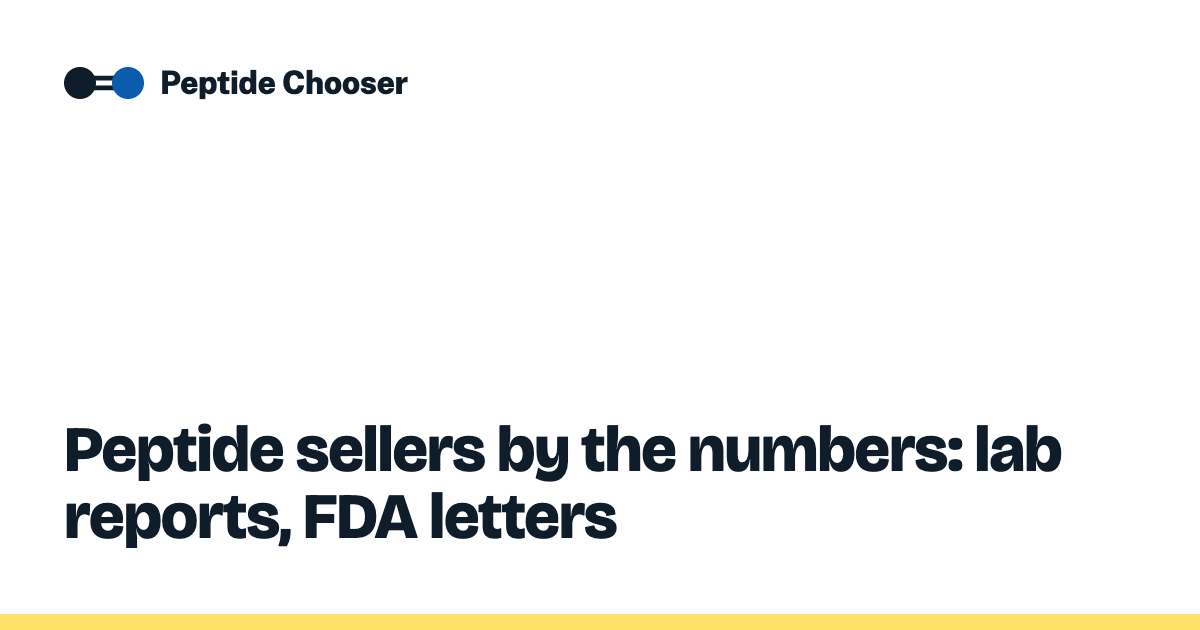 Peptide Chooser
Peptide sellers by the numbers: lab
reports, FDA letters